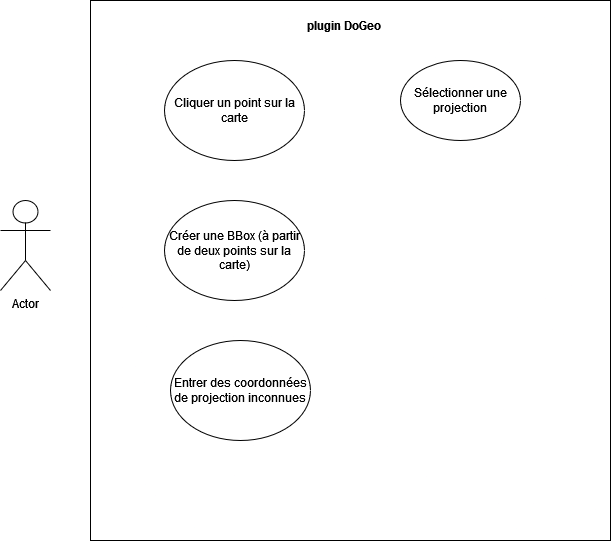 plugin DoGeo
Cliquer un point sur la
carte
Sélectionner une
projection
Créer une BBox (à partir
de deux points sur la
carte)
Actor
Entrer des coordonnées
de projection inconnues